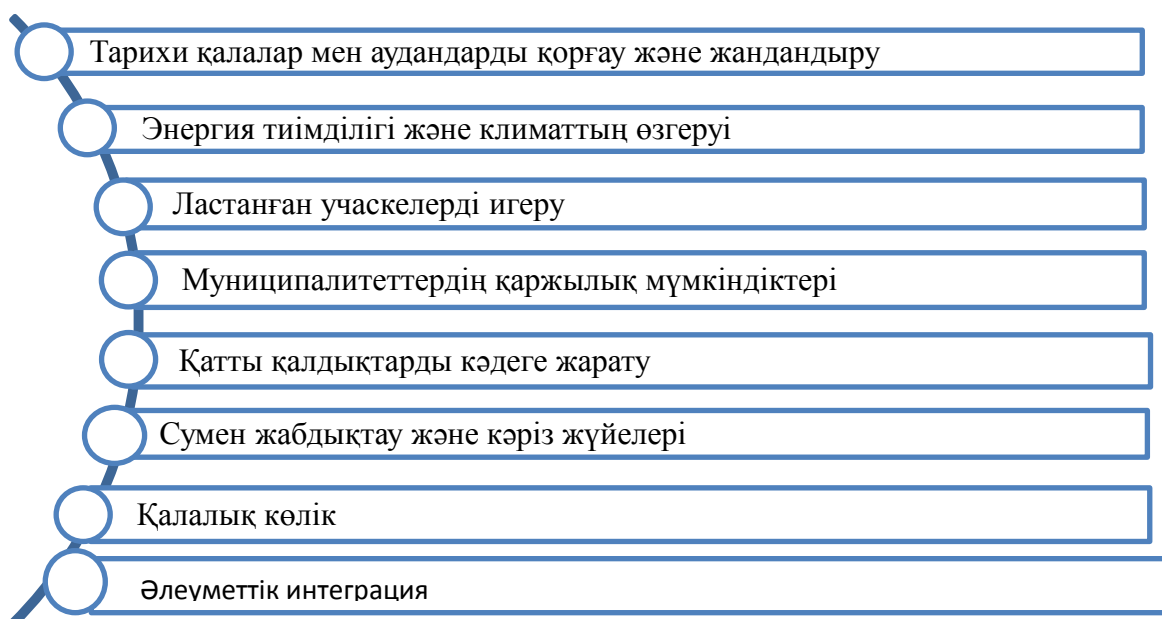 Тарихи қалалар мен аудандарды қорғау және жандандыру
Энергия тиімділігі және климаттың өзгеруі
Ластанған учаскелерді игеру
Муниципалитеттердің қаржылық мүмкіндіктері
Қатты қалдықтарды кәдеге жарату
Сумен жабдықтау және кәріз жүйелері
Қалалық көлік
Әлеуметтік интеграция